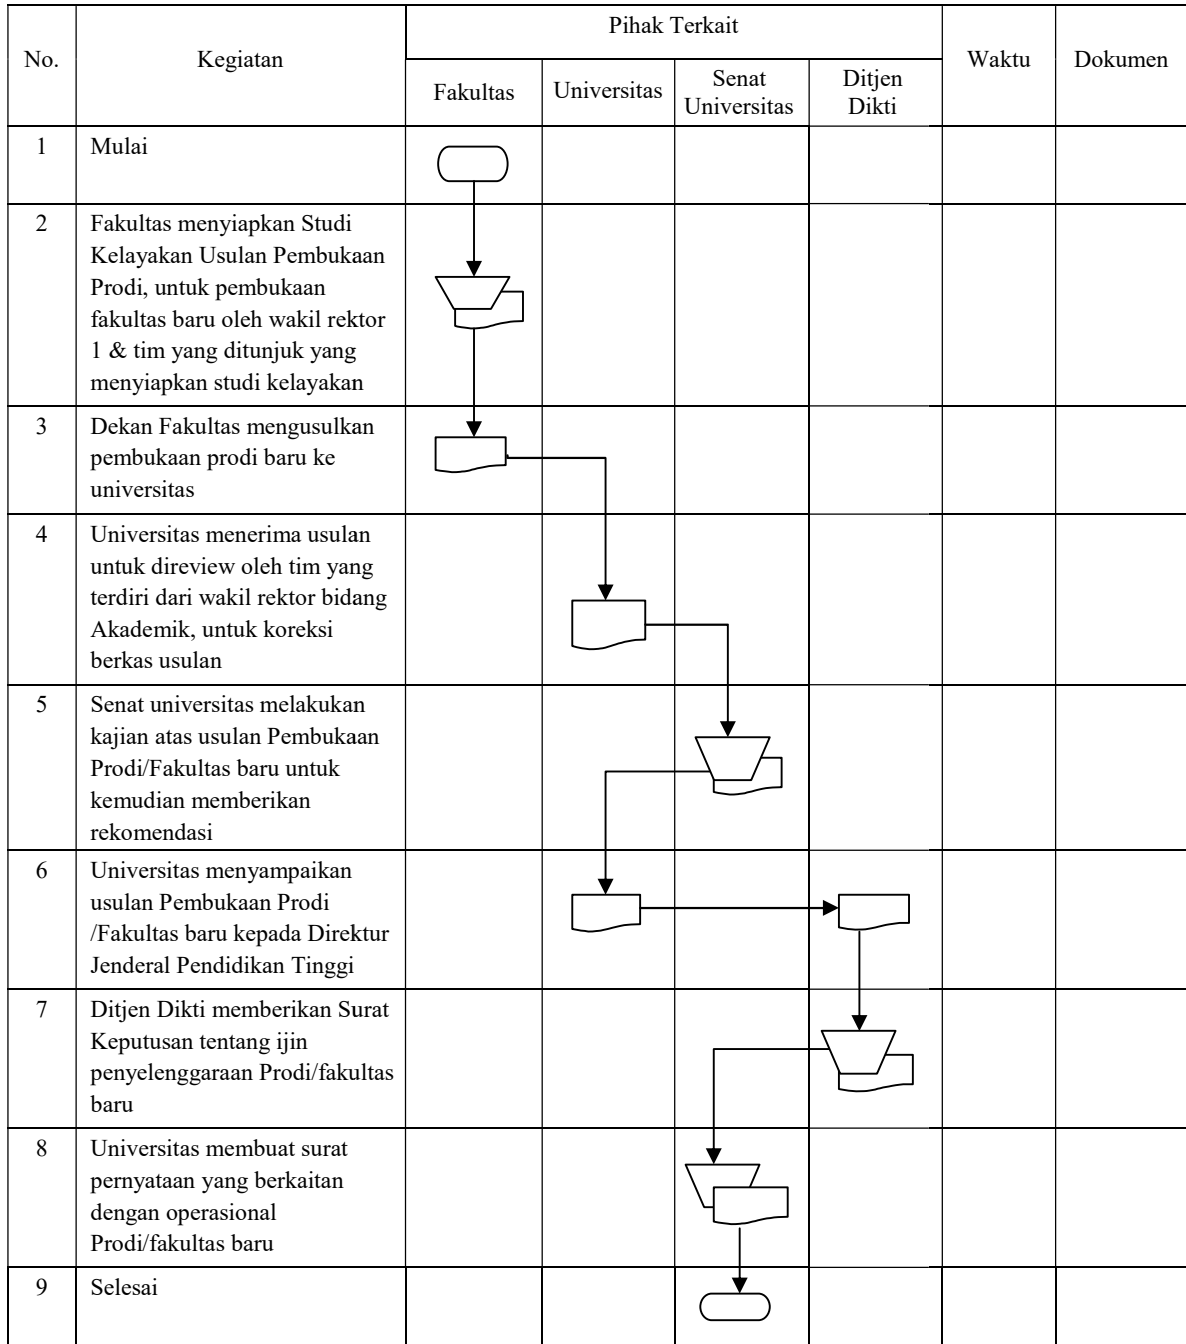 No.
Kegiatan
Pihak Terkait
Waktu
Dokumen
Fakultas
Universitas
Senat
Universitas
Ditjen
Dikti
1
Mulai
2
Fakultas menyiapkan Studi
Kelayakan Usulan Pembukaan
Prodi, untuk pembukaan
fakultas baru oleh wakil rektor
1 & tim yang ditunjuk yang
menyiapkan studi kelayakan
3
Dekan Fakultas mengusulkan
pembukaan prodi baru ke
universitas
4
Universitas menerima usulan
untuk direview oleh tim yang
terdiri dari wakil rektor bidang
Akademik, untuk koreksi
berkas usulan
5
Senat universitas melakukan
kajian atas usulan Pembukaan
Prodi/Fakultas baru untuk
kemudian memberikan
rekomendasi
6
Universitas menyampaikan
usulan Pembukaan Prodi
/Fakultas baru kepada Direktur
Jenderal Pendidikan Tinggi
7
Ditjen Dikti memberikan Surat
Keputusan tentang ijin
penyelenggaraan Prodi/fakultas
baru
8
Universitas membuat surat
pernyataan yang berkaitan
dengan operasional
Prodi/fakultas baru
9
Selesai